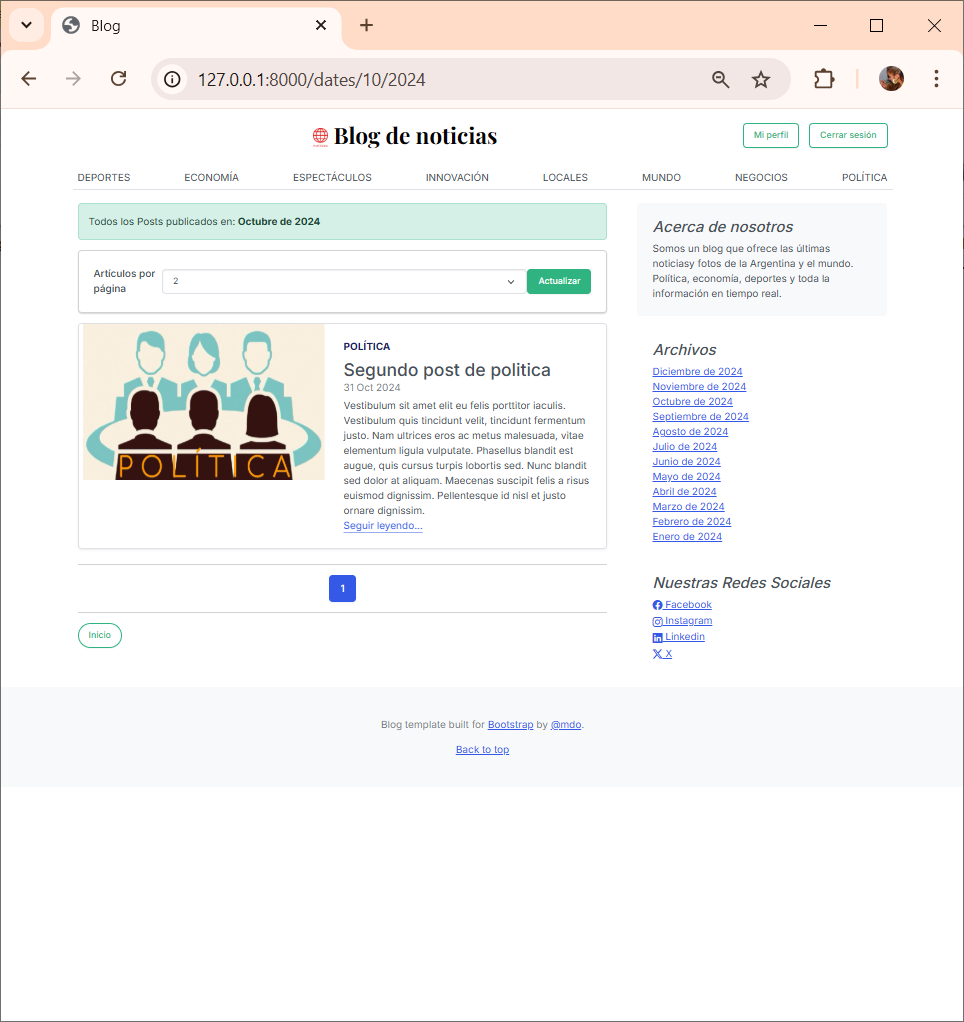 Blog
127.0.0.1:8000/dates/10/2024
Blog de noticias
Mi perfil
Cerrar sesión
DEPORTES ECONOMÍA ESPECTÁCULOS INNOVACIÓN LOCALES MUNDO NEGOCIOS POLÍTICA
Todos los Posts publicados en: Octubre de 2024
Artículos por
página
2
Actualizar
POLÍTICA
POLÍTICA
Segundo post de politica
31 Oct 2024
Vestibulum sit amet elit eu felis porttitor iaculis.
Vestibulum quis tincidunt velit, tincidunt fermentum
justo. Nam ultrices eros ac metus malesuada, vitae
elementum ligula vulputate. Phasellus blandit est
augue, quis cursus turpis lobortis sed. Nunc blandit
sed dolor at aliquam. Maecenas suscipit felis a risus
euismod dignissim. Pellentesque id nisl et justo
ornare dignissim.
Seguir leyendo...
1
Inicio
Acerca de nosotros
Somos un blog que ofrece las últimas
noticiasy fotos de la Argentina y el mundo.
Política, economía, deportes y toda la
información en tiempo real.
Archivos
Diciembre de 2024
Noviembre de 2024
Octubre de 2024
Septiembre de 2024
Agosto de 2024
Julio de 2024
Junio de 2024
Mayo de 2024
Abril de 2024
Marzo de 2024
Febrero de 2024
Enero de 2024
Nuestras Redes Sociales
Facebook
Instagram
Linkedin
X
Blog template built for Bootstrap by @mdo.
Back to top